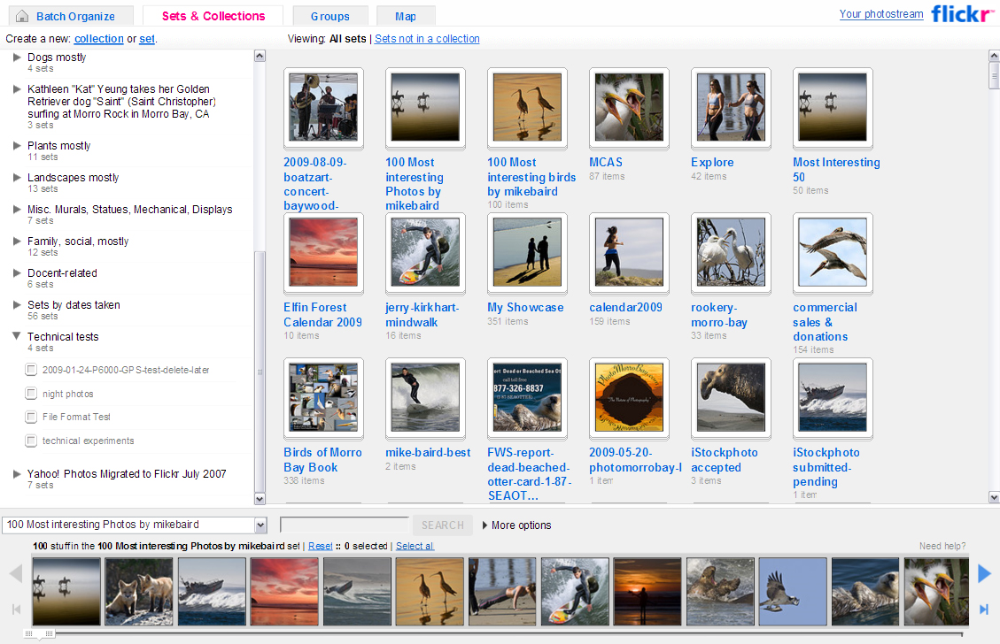 Batch Organize
Sets & Collections
Groups
Map
Your photostream
flickr
Create a new: collection or set.
Viewing: All sets | Sets not in a collection
Dogs mostly
4 sets
Kathleen "Kat" Yeung takes her Golden
Retriever dog "Saint" (Saint Christopher)
surfing at Morro Rock in Morro Bay, CA
3 sets
Plants mostly
11 sets
Landscapes mostly
13 sets
Misc. Murals, Statues, Mechanical, Displays
7 sets
Family, social, mostly
12 sets
Docent-related
6 sets
Sets by dates taken
56 sets
Technical tests
4 sets
2009-01-24-P6000-GPS-test-delete-later
night photos
File Format Test
technical experiments
Yahoo! Photos Migrated to Flickr July 2007
7 sets
2009-08-09-
boatzart-
concert-
baywood-
100 Most
interesting
Photos by
mikebaird
100 Most
interesting birds
by mikebaird
100 items
MCAS
87 items
Explore
42 items
Most Interesting
50
50 items
Elfin Forest
Calendar 2009
10 items
jerry-kirkhart-
mindwalk
16 items
My Showcase
351 items
calendar2009
159 items
rookery-
morro-bay
33 items
commercial
sales &
donations
154 items
ort Dead or Beached Sea Ot
call toll free
877-326-8837
(1-87-SEAOTTER)
PhotoMorroBay.com
"The Nature of Photography"
Birds of Morro
Bay Book
338 items
mike-baird-best
2 items
FWS-report-
dead-beached-
otter-card-1-87-
SEAOT...
2009-05-20-
photomorrobay-l
1 item
iStockphoto
accepted
3 items
iStockphoto
submitted-
pending
1 item
100 Most interesting Photos by mikebaird
SEARCH
More options
100 stuff in the 100 Most interesting Photos by mikebaird set | Reset :: 0 selected | Select all
Need help?